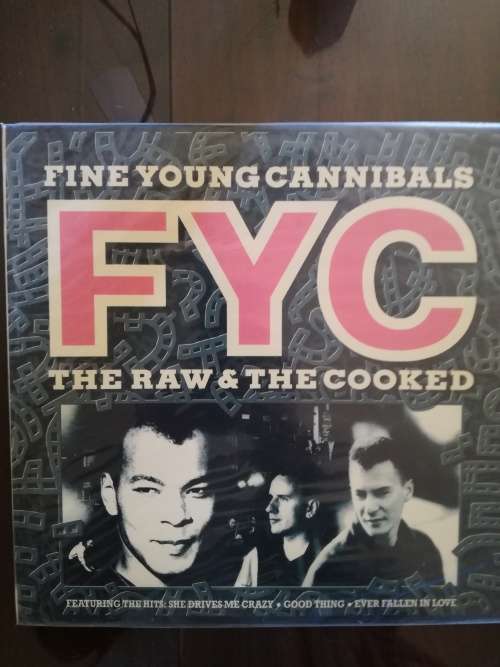 FINE YOUNG CANNIBALS
FYC
THE RAW & THE COOKED
FEATURING THE HITS: SHE DRIVES ME CRAZY • GOOD THING • EVER FALLEN IN LOVE